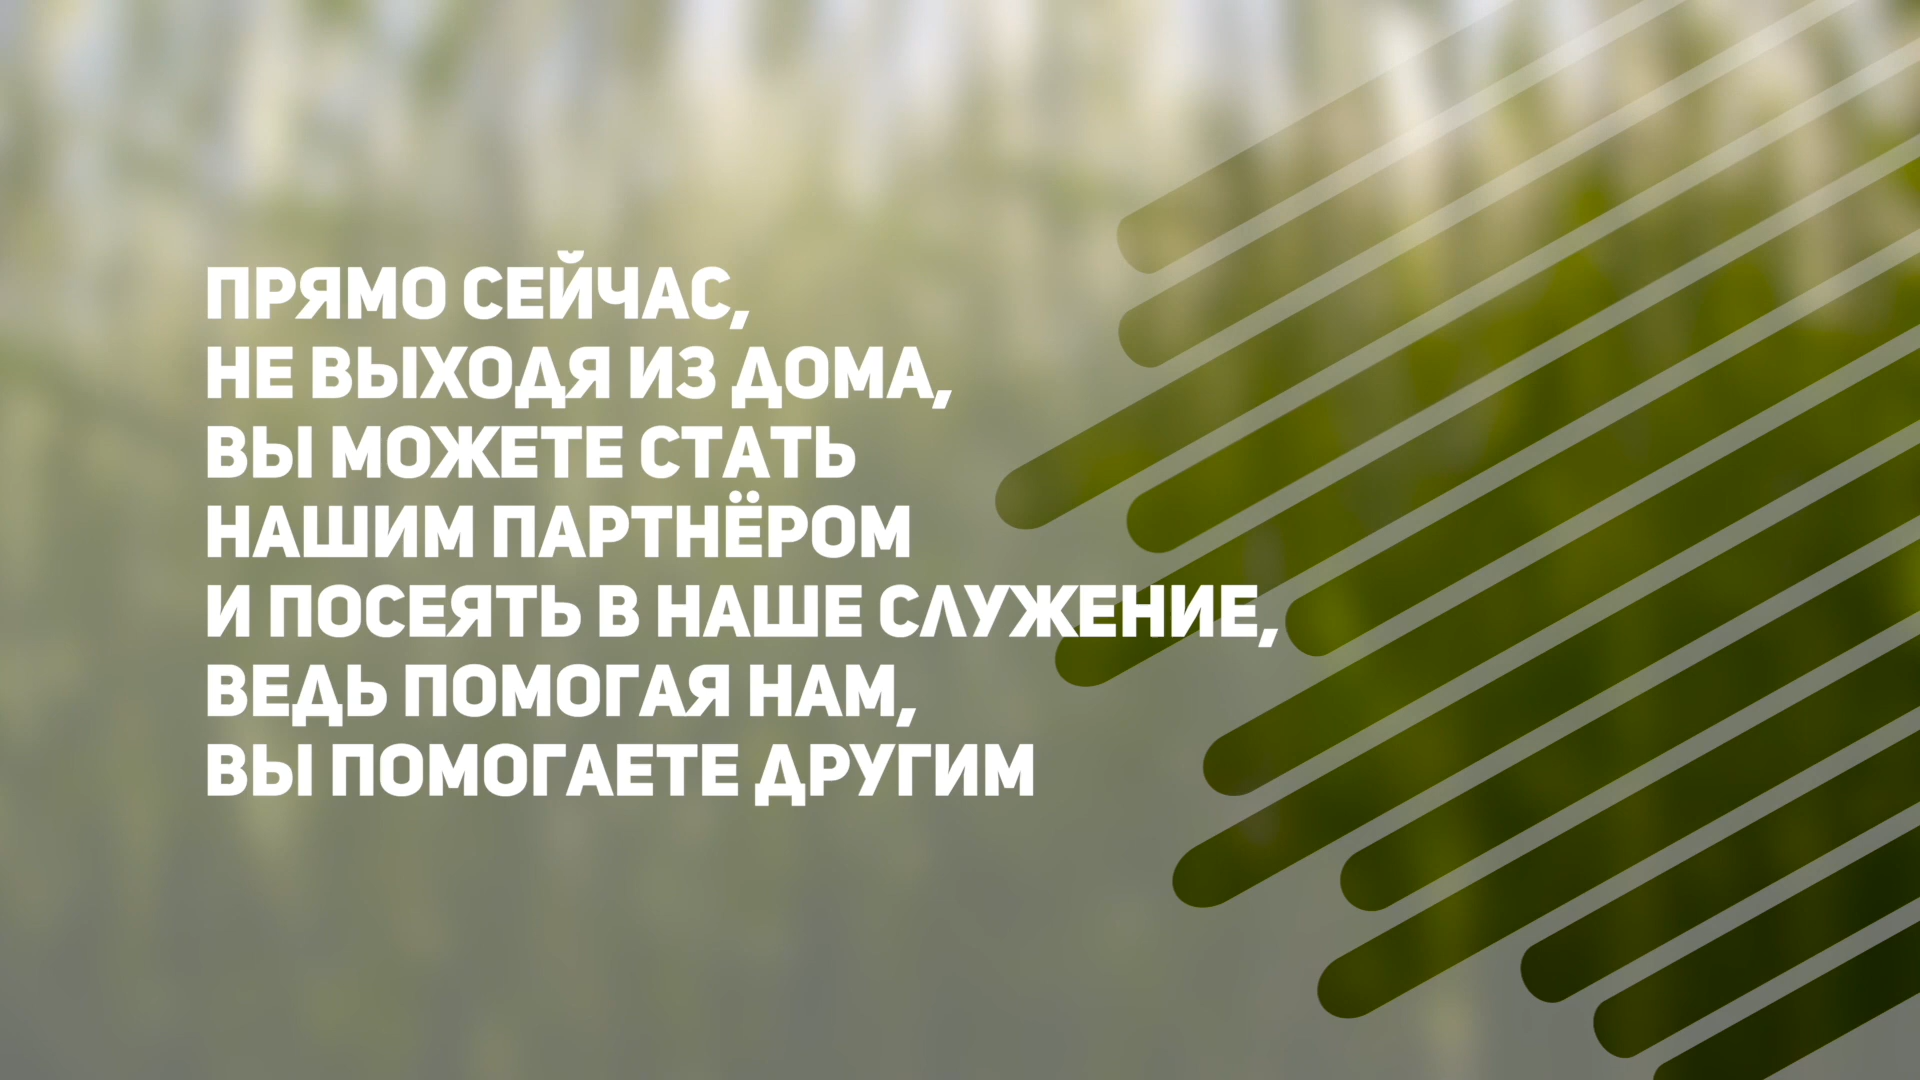 ПРЯМО СЕЙЧАС,
НЕ ВЫХОДЯ ИЗ ДОМА,
ВЫ МОЖЕТЕ СТАТЬ
НАШИМ ПАРТНЁРОМ
И ПОСЕЯТЬ В НАШЕ СЛУЖЕНИЕ,
ВЕДЬ ПОМОГАЯ НАМ,
ВЫ ПОМОГАЕТЕ ДРУГИМ